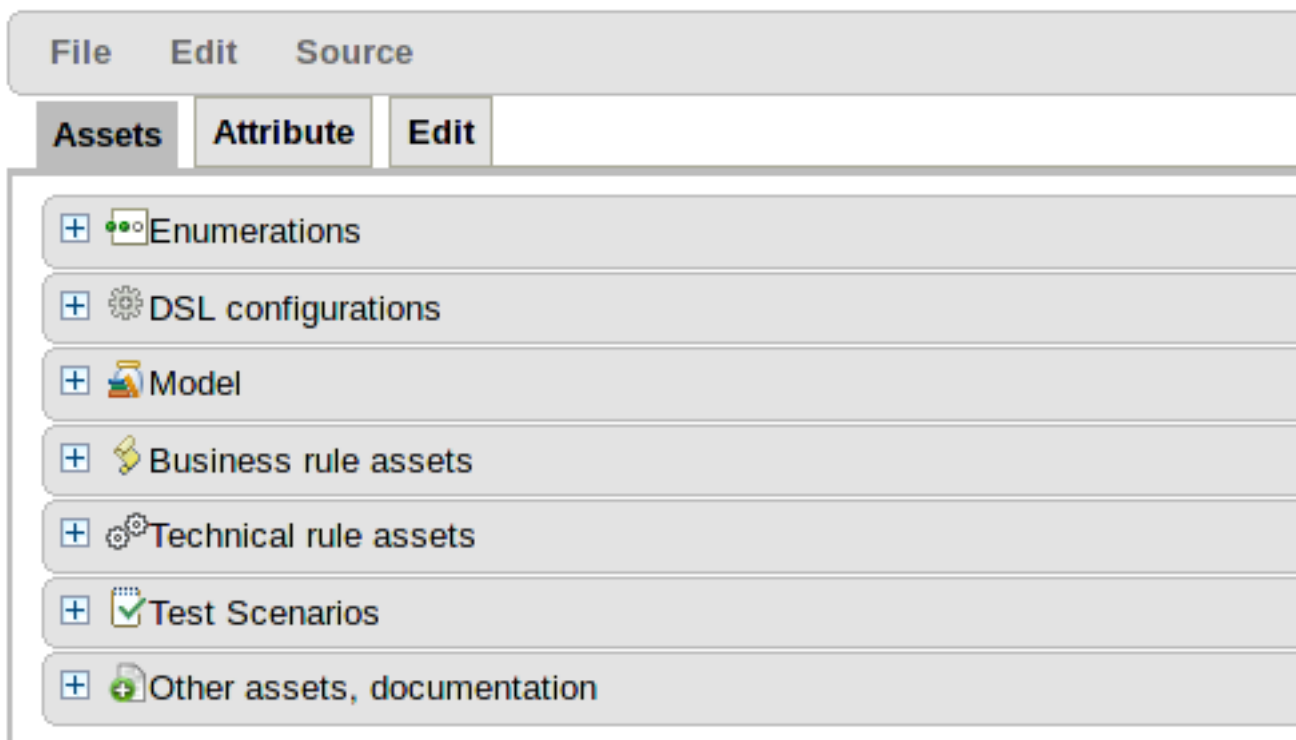 File Edit Source
Assets Attribute Edit
Enumerations
DSL configurations
Model
Business rule assets
Technical rule assets
Test Scenarios
Other assets, documentation